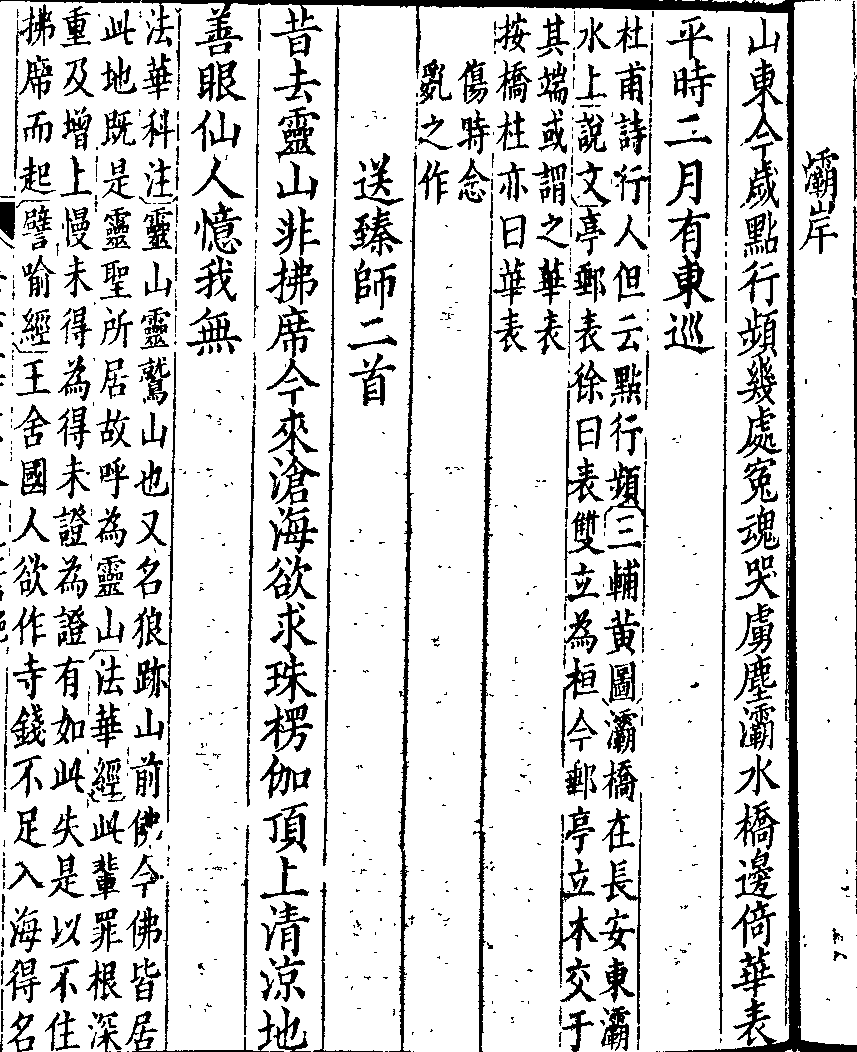 灞岸
山東今歲點行頻幾處冤魂哭虜塵灞水橋邊倚華表
平時二月有東巡
杜甫詩行人但云點行頻三輔黃圖灞橋在長安東灞
水上說文亭郵表徐曰表雙立為桓今郵亭立木交于
其端或謂之華表
按橋柱亦曰華表
傷時念
亂之作
送臻師二首
昔去靈山非拂席今來滄海欲求珠楞伽頂上清涼地
善眼仙人憶我無
法華科注靈山靈鷲山也又名狼跡山前佛今佛皆居
此地既是靈聖所居故呼為靈山法華經此輩罪根深
重及增上慢未得為得未證為證有如此失是以不住
拂席而起譬喻經王舍國人欲作寺錢不足入海得名